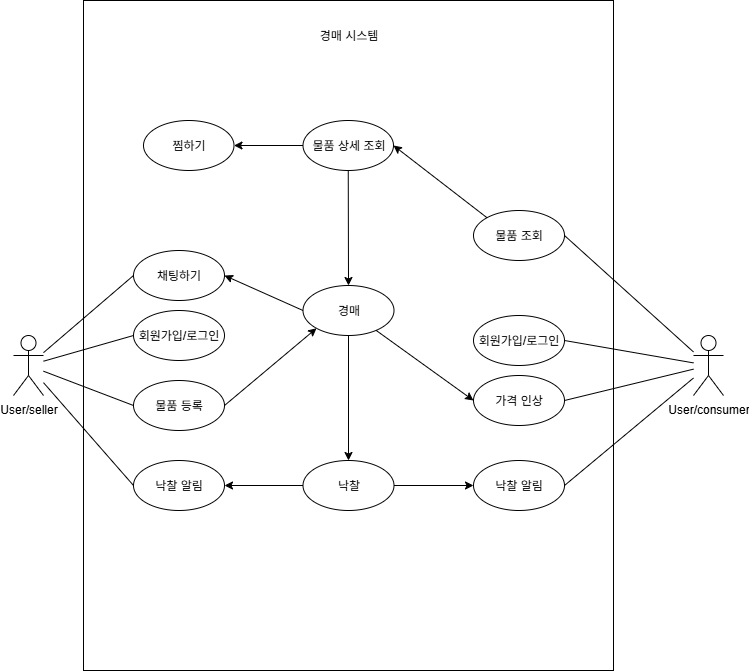 경매 시스템
찜하기
물품 상세 조회
물품 조회
채팅하기
경매
회원가입/로그인
회원가입/로그인
물품 등록
가격 인상
User/seller
User/consumer
낙찰 알림
낙찰
낙찰 알림